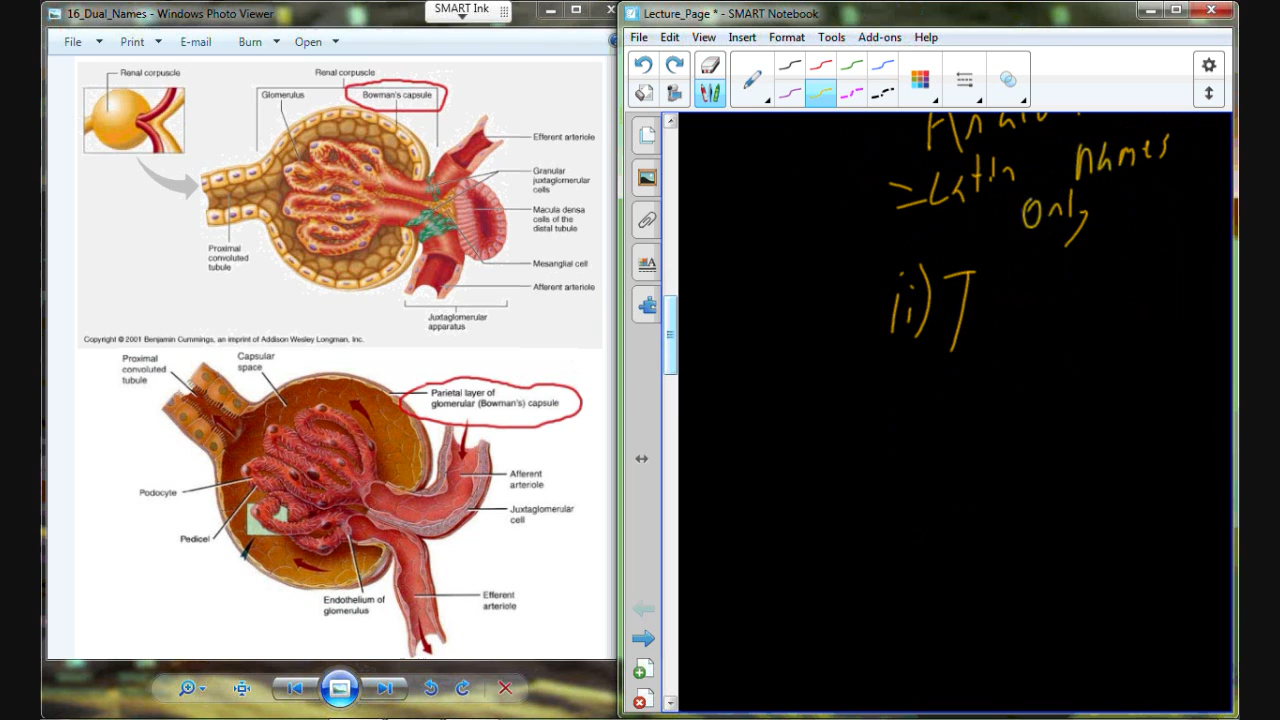 16_Dual_Names - Windows Photo Viewer
SMART Ink
File Print E-mail Burn Open
Renal corpuscle
Renal corpuscle
Glomerulus
Bowman's capsule
Efferent arteriole
Granular
juxtaglomerular
cells
Macula densa
cells of the
distal tubule
Proximal
convoluted
tubule
Mesanglial cell
Afferent arteriole
Juxtaglomerular
apparatus
Copyright © 2001 Benjamin Cummings, an imprint of Addison Wesley Longman, Inc.
Proximal
convoluted
tubule
Capsular
space
Parietal layer of
glomerular (Bowman's) capsule
Afferent
arteriole
Podocyte
Juxtaglomerular
cell
Pedicel
Endothelium of
glomerulus
Efferent
arteriole
Lecture_Page * - SMART Notebook
File Edit View Insert Format Tools Add-ons Help
=Latin names
only
ii) T